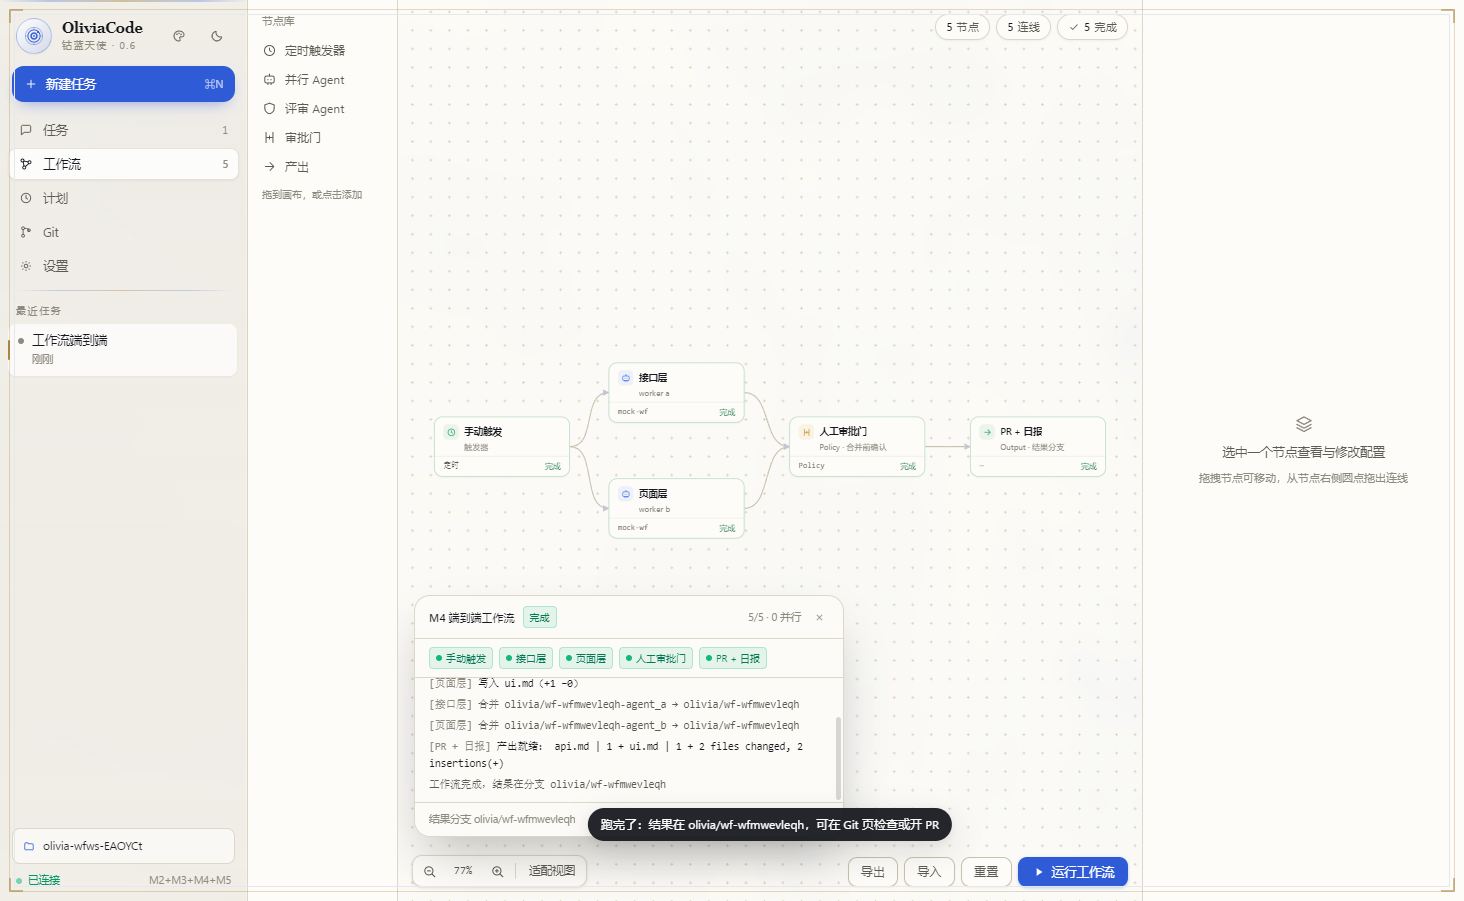 OliviaCode
钴蓝天使 · 0.6
新建任务 ⌘N
任务 1
工作流 5
计划
Git
设置
最近任务
工作流端到端
刚刚
olivia-wfws-EAOYCt
已连接 M2+M3+M4+M5
节点库
定时触发器
并行 Agent
评审 Agent
审批门
产出
拖到画布，或点击添加
5 节点
5 连线
5 完成
手动触发
触发器
定时 完成
接口层
worker a
mock-wf 完成
页面层
worker b
mock-wf 完成
人工审批门
Policy · 合并前确认
Policy 完成
PR + 日报
Output · 结果分支
— 完成
M4 端到端工作流 完成 5/5 · 0 并行 ×
手动触发 接口层 页面层 人工审批门 PR + 日报
[页面层] 写入 ui.md (+1 −0)
[接口层] 合并 olivia/wf-wfmwevleqh-agent_a → olivia/wf-wfmwevleqh
[页面层] 合并 olivia/wf-wfmwevleqh-agent_b → olivia/wf-wfmwevleqh
[PR + 日报] 产出就绪： api.md | 1 + ui.md | 1 + 2 files changed, 2
insertions(+)
工作流完成，结果在分支 olivia/wf-wfmwevleqh
结果分支 olivia/wf-wfmwevleqh
跑完了：结果在 olivia/wf-wfmwevleqh，可在 Git 页检查或开 PR
77% 适配视图
导出
导入
重置
运行工作流
选中一个节点查看与修改配置
拖拽节点可移动，从节点右侧圆点拖出连线